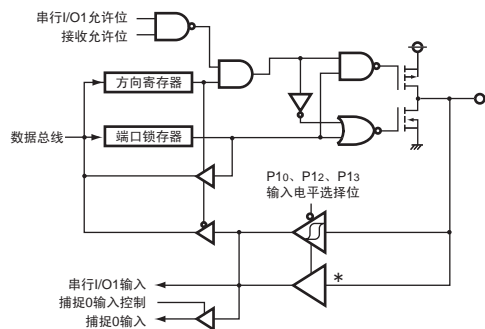 串行I/O1允许位
接收允许位
方向寄存器
数据总线
端口锁存器
P10、P12、P13
输入电平选择位
*
串行I/O1输入
捕捉0输入控制
捕捉0输入